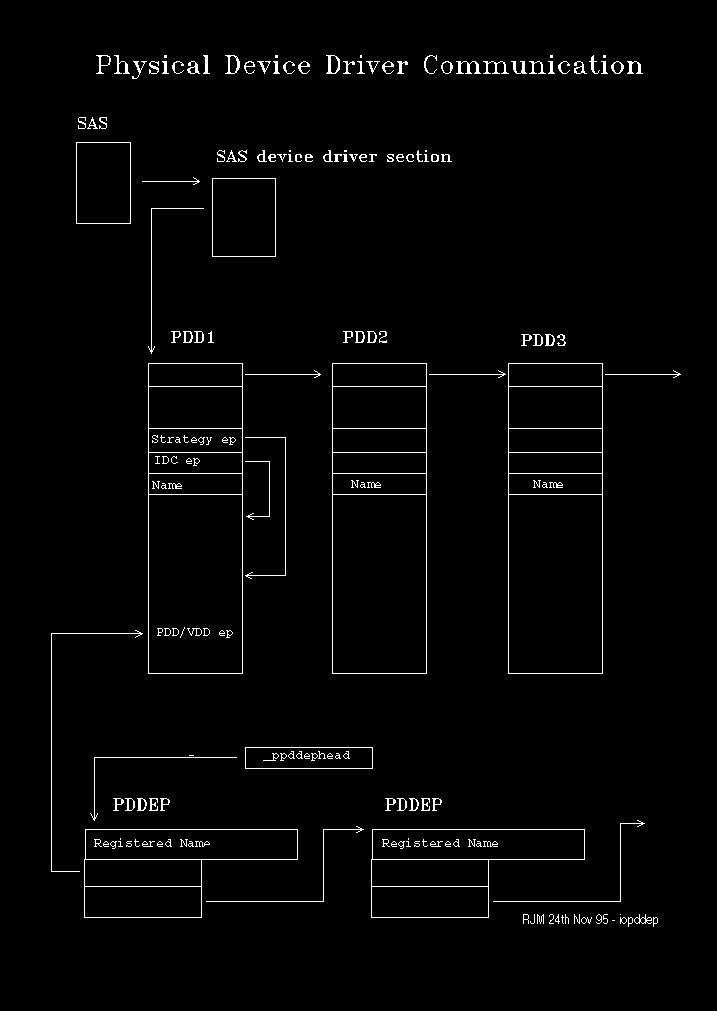 Physical Device Driver Communication
SAS
SAS device driver section
PDD1
PDD2
PDD3
Strategy ep
IDC ep
Name
Name
Name
PDD/VDD ep
_ppddephead
PDDEP
PDDEP
Registered Name
Registered Name
RJM 24th Nov 95 - iopddep